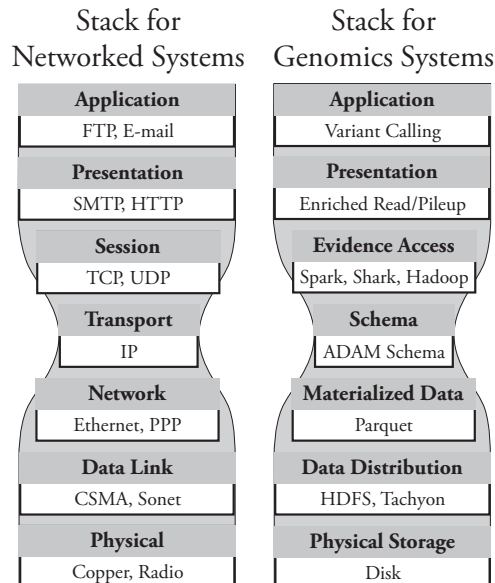 Stack for
Networked Systems
Application
FTP, E-mail
Presentation
SMTP, HTTP
Session
TCP, UDP
Transport
IP
Network
Ethernet, PPP
Data Link
CSMA, Sonet
Physical
Copper, Radio
Stack for
Genomics Systems
Application
Variant Calling
Presentation
Enriched Read/Pileup
Evidence Access
Spark, Shark, Hadoop
Schema
ADAM Schema
Materialized Data
Parquet
Data Distribution
HDFS, Tachyon
Physical Storage
Disk